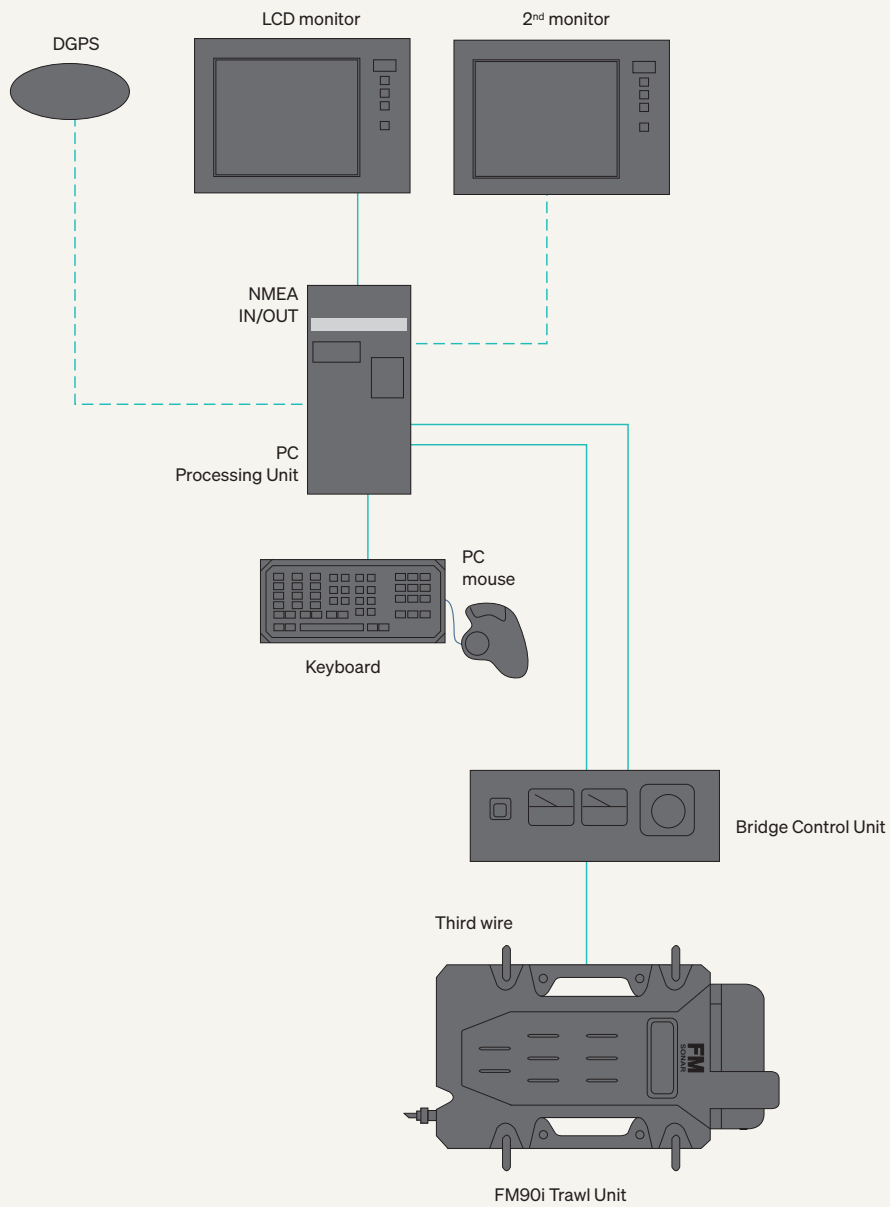 LCD monitor
2nd monitor
DGPS
NMEA
IN/OUT
PC
Processing Unit
PC
mouse
Keyboard
Bridge Control Unit
Third wire
FM
SONAR
FM90i Trawl Unit